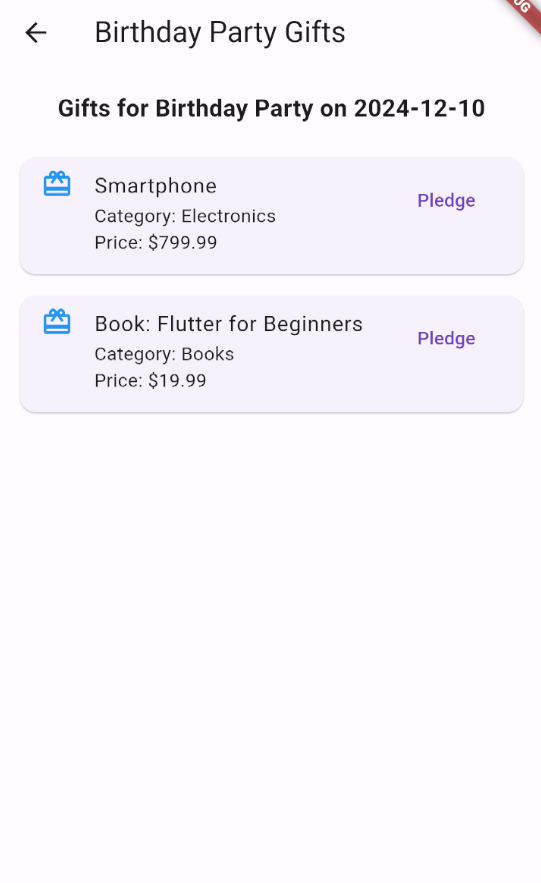 Birthday Party Gifts
Gifts for Birthday Party on 2024-12-10
Smartphone
Pledge
Category: Electronics
Price: $799.99
Book: Flutter for Beginners
Pledge
Category: Books
Price: $19.99